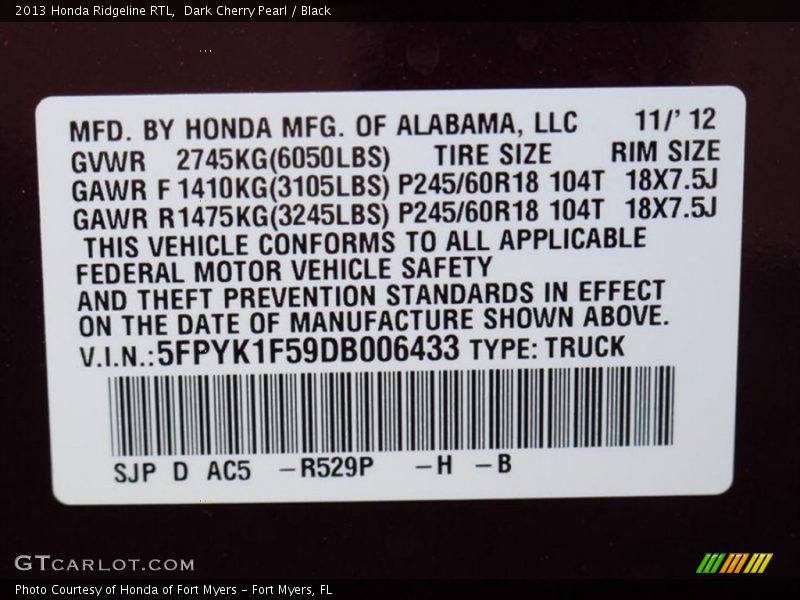 2013 Honda Ridgeline RTL,  Dark Cherry Pearl / Black
MFD. BY HONDA MFG. OF ALABAMA, LLC 11/' 12
GVWR 2745KG(6050LBS) TIRE SIZE RIM SIZE
GAWR F 1410KG(3105LBS) P245/60R18 104T 18X7.5J
GAWR R1475KG(3245LBS) P245/60R18 104T 18X7.5J
THIS VEHICLE CONFORMS TO ALL APPLICABLE
FEDERAL MOTOR VEHICLE SAFETY
AND THEFT PREVENTION STANDARDS IN EFFECT
ON THE DATE OF MANUFACTURE SHOWN ABOVE.
V.I.N.:5FPYK1F59DB006433 TYPE: TRUCK
SJP D AC5 –R529P –H –B
GTCARLOT.COM
Photo Courtesy of Honda of Fort Myers – Fort Myers, FL